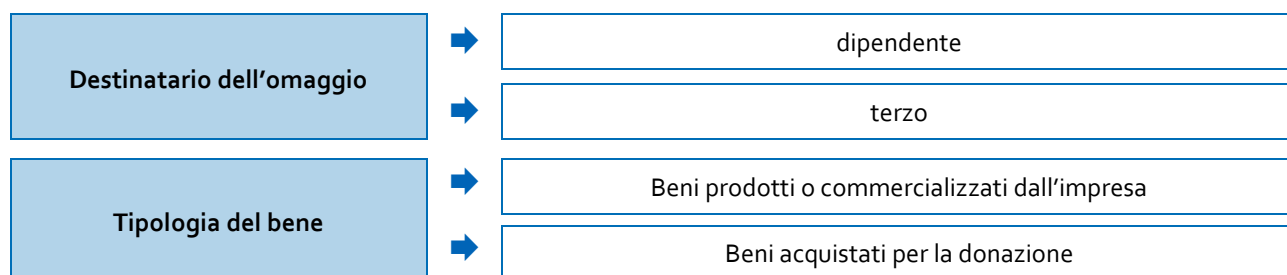 Destinatario dell’omaggio
dipendente
terzo
Tipologia del bene
Beni prodotti o commercializzati dall’impresa
Beni acquistati per la donazione